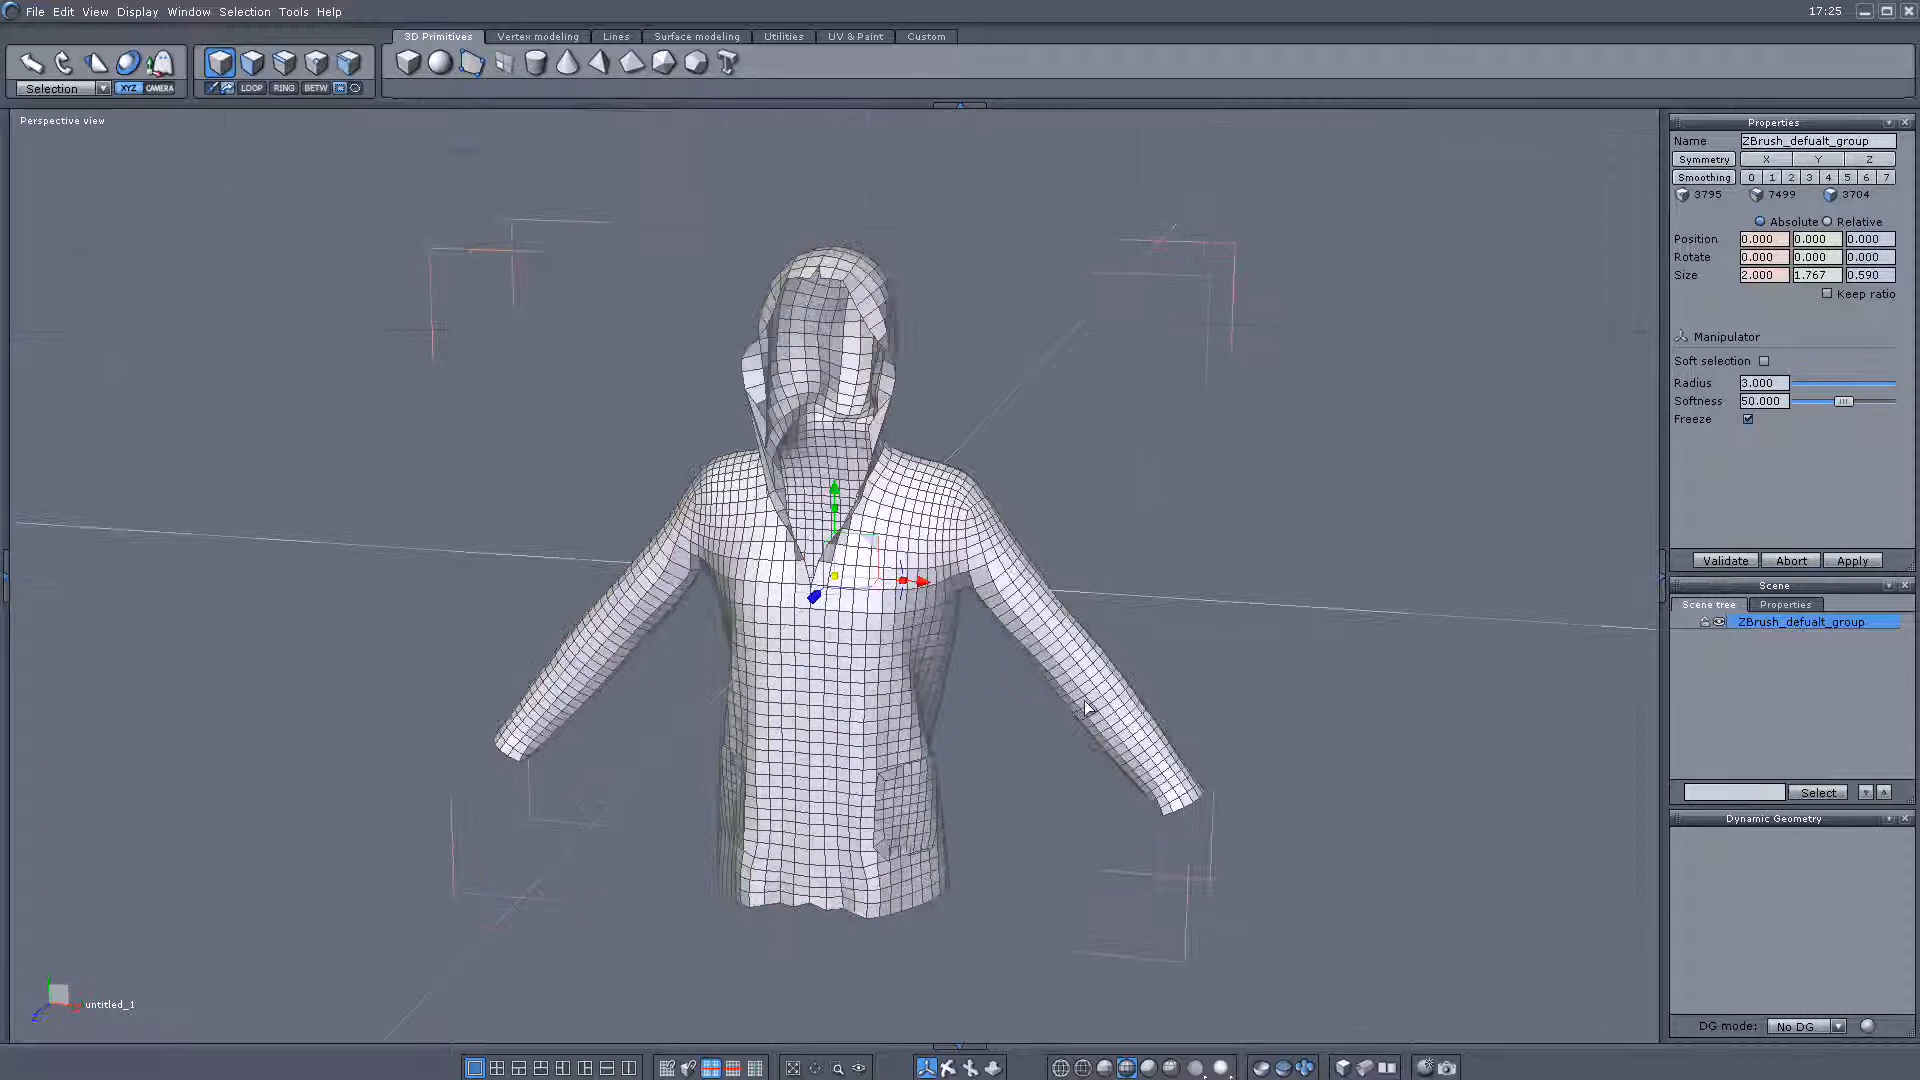 File Edit View Display Window Selection Tools Help
17:25
3D Primitives Vertex modeling Lines Surface modeling Utilities UV & Paint Custom
Selection XYZ CAMERA LOOP RING BETW
Perspective view
Properties
Name ZBrush_defualt_group
Symmetry X Y Z
Smoothing 0 1 2 3 4 5 6 7
3795 7499 3704
Absolute Relative
Position 0.000 0.000 0.000
Rotate 0.000 0.000 0.000
Size 2.000 1.767 0.590
Keep ratio
Manipulator
Soft selection
Radius 3.000
Softness 50.000
Freeze
Validate Abort Apply
Scene
Scene tree Properties
ZBrush_defualt_group
Select
Dynamic Geometry
Z
untitled_1
DG mode: No DG